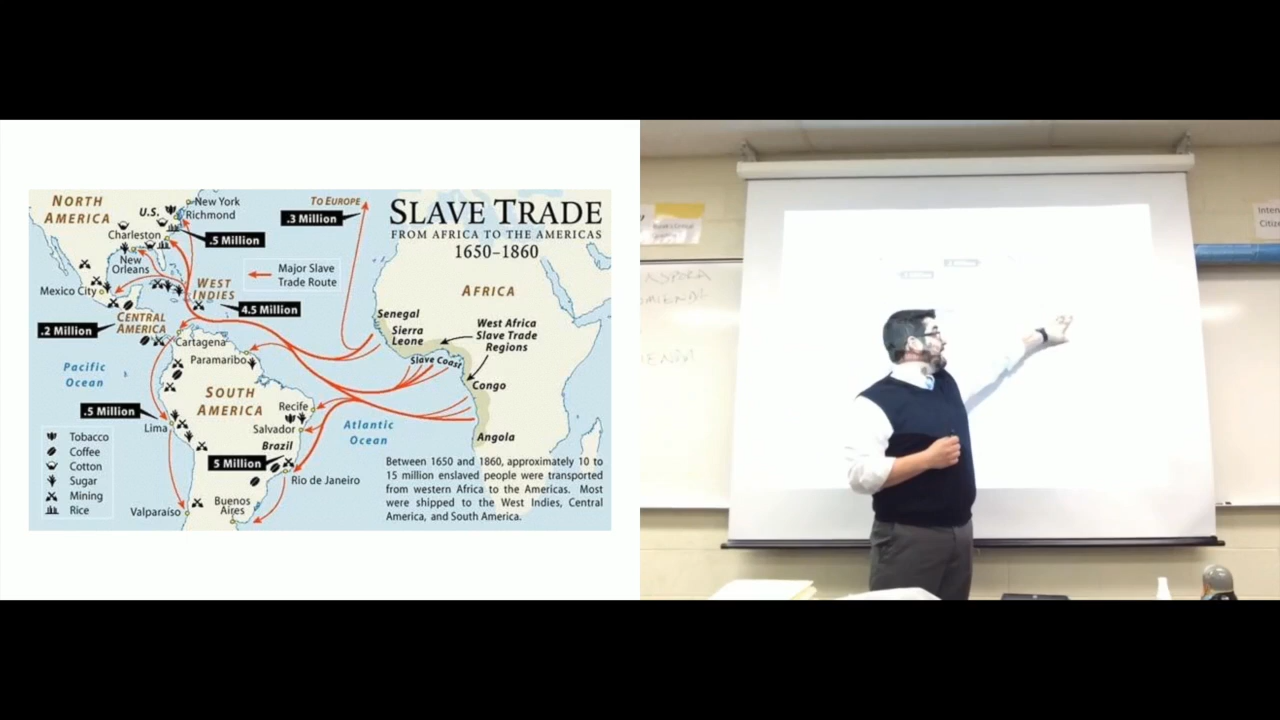 NORTH
AMERICA
U.S.
New York
Richmond
Charleston
.5 Million
New
Orleans
Mexico City
WEST
INDIES
4.5 Million
CENTRAL
AMERICA
.2 Million
Cartagena
Paramaribo
Pacific
Ocean
SOUTH
AMERICA
.5 Million
Lima
Recife
Salvador
Brazil
5 Million
Rio de Janeiro
Buenos
Aires
Valparaíso
Tobacco
Coffee
Cotton
Sugar
Mining
Rice
TO EUROPE
.3 Million
Major Slave
Trade Route
SLAVE TRADE
FROM AFRICA TO THE AMERICAS
1650–1860
AFRICA
Senegal
Sierra
Leone
West Africa
Slave Trade
Regions
Slave Coast
Congo
Angola
Atlantic
Ocean
Between 1650 and 1860, approximately 10 to
15 million enslaved people were transported
from western Africa to the Americas. Most
were shipped to the West Indies, Central
America, and South America.